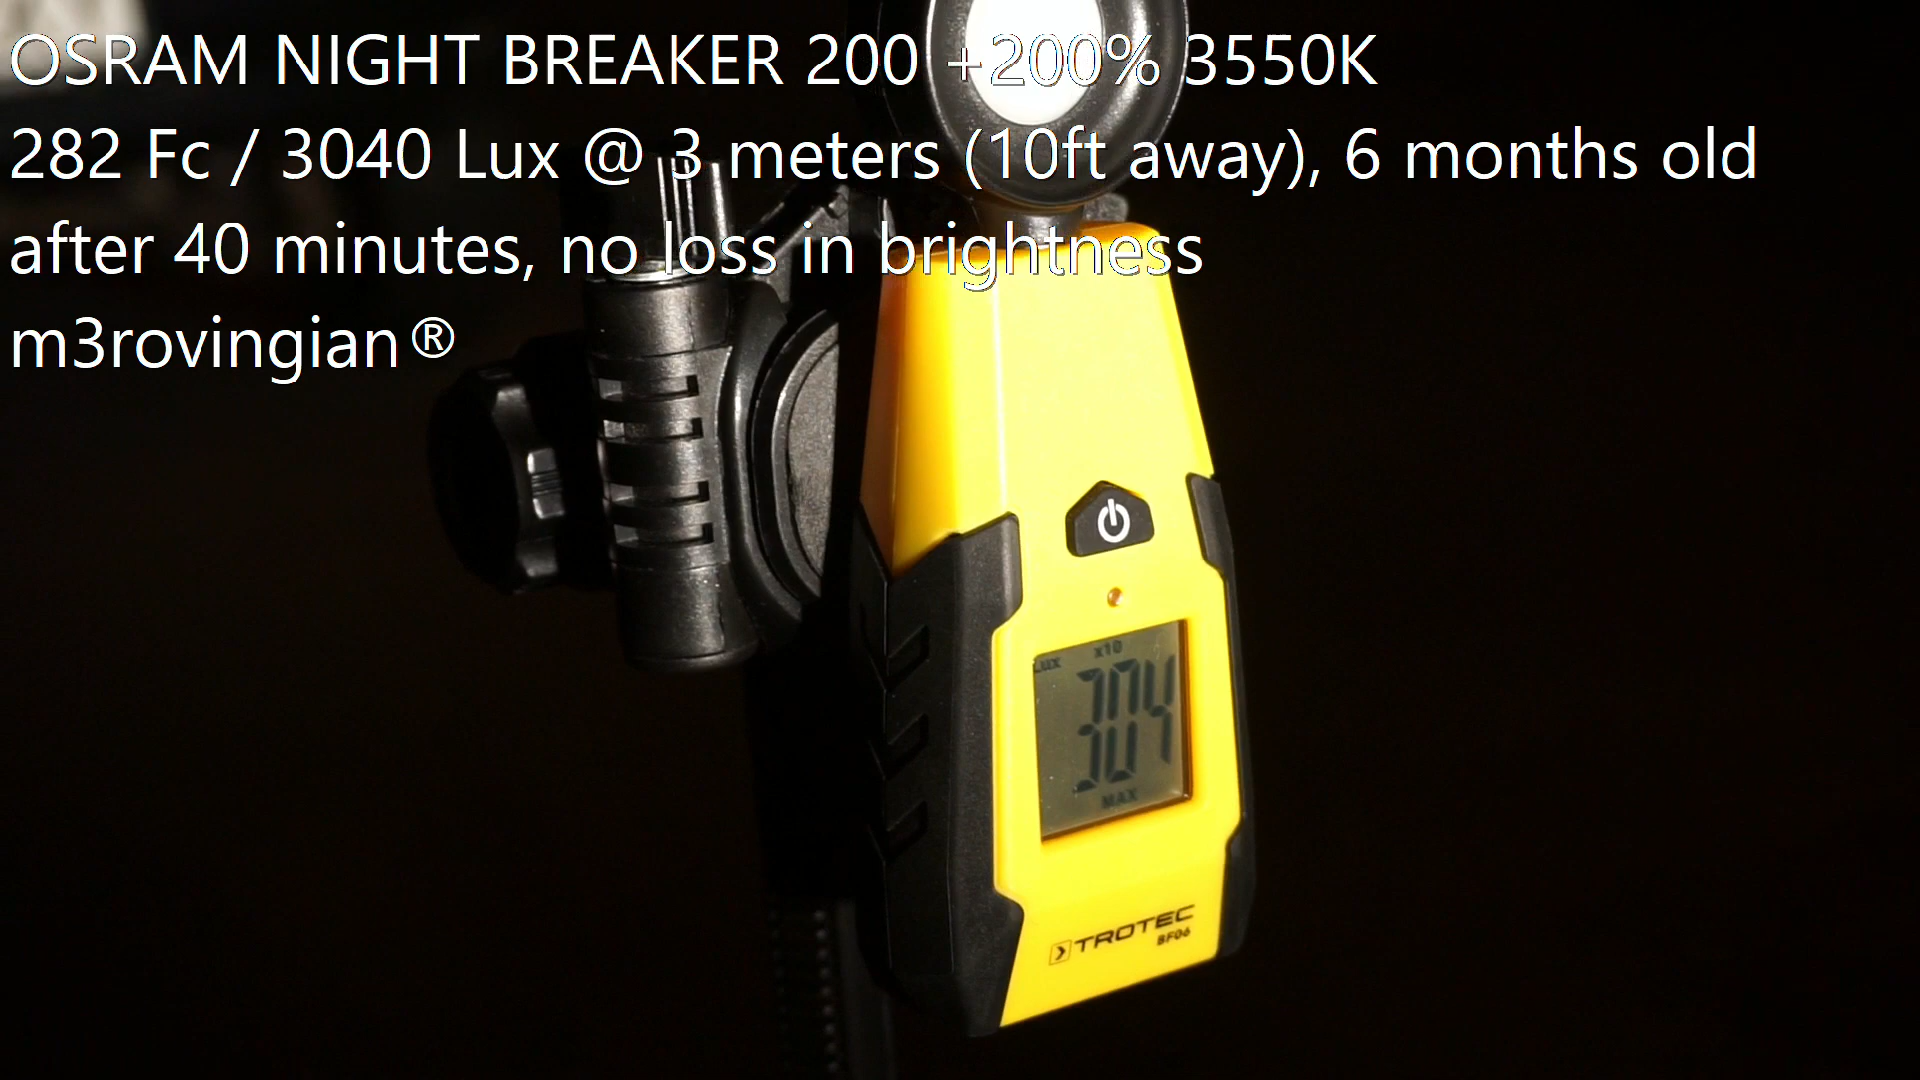 OSRAM NIGHT BREAKER 200 +200% 3550K
282 Fc / 3040 Lux @ 3 meters (10ft away), 6 months old
after 40 minutes, no loss in brightness
m3rovingian®
Lux x10
304
MAX
TROTEC
BF06